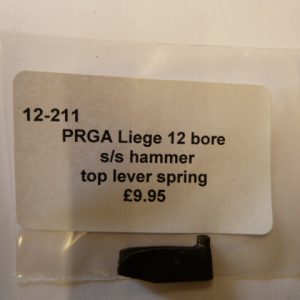 12-211
PRGA Liege 12 bore
s/s hammer
top lever spring
£9.95